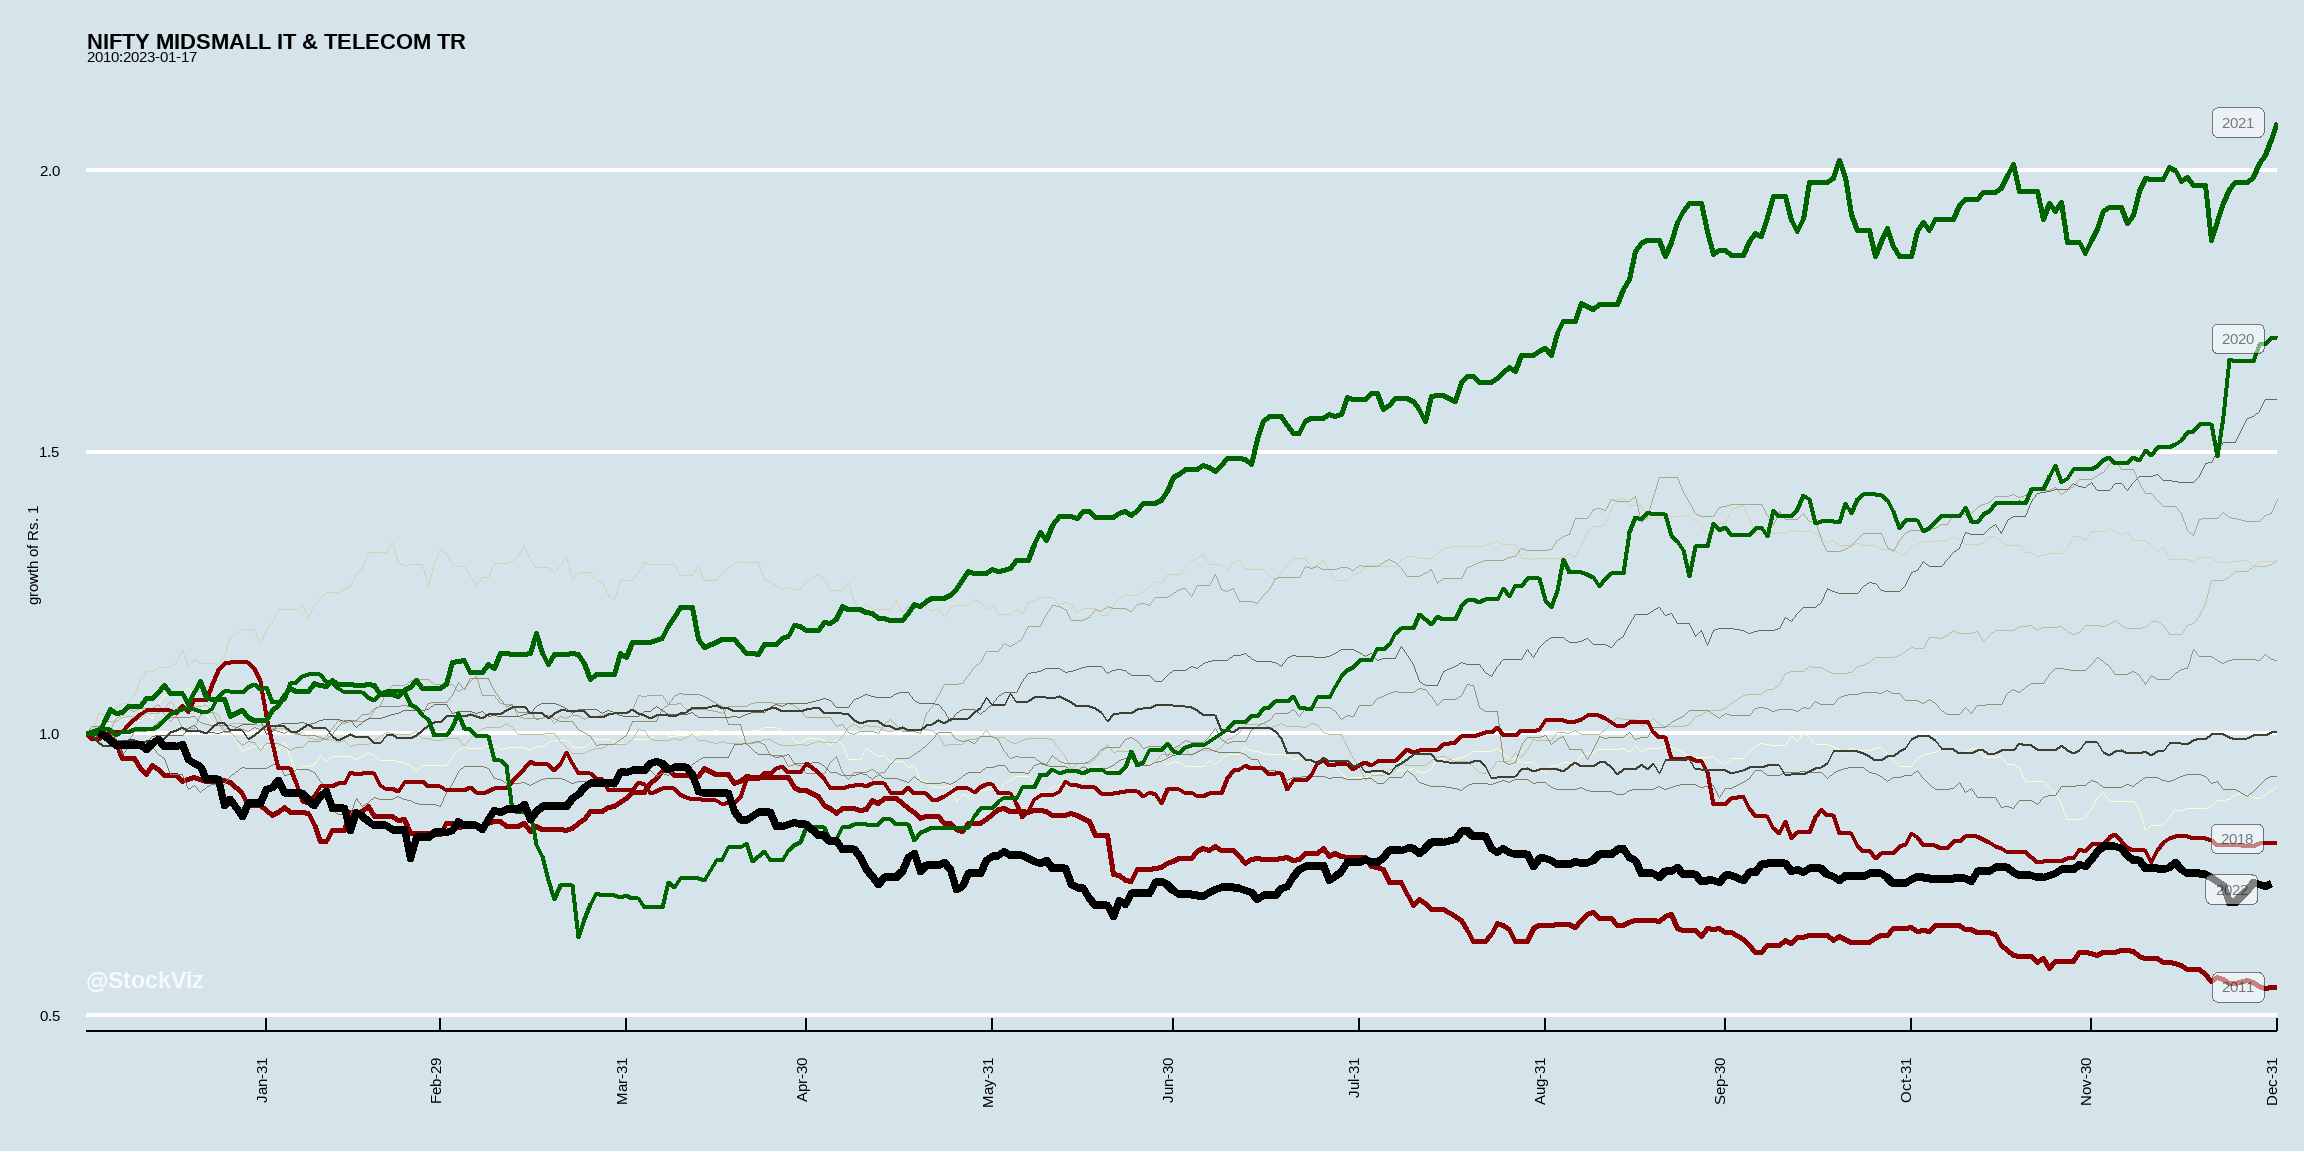 NIFTY MIDSMALL IT & TELECOM TR
2010:2023-01-17
2021
2.0
2020
1.5
growth of Rs. 1
1.0
2018
2022
@StockViz
2011
0.5
Jan-31
Feb-29
Mar-31
Apr-30
May-31
Jun-30
Jul-31
Aug-31
Sep-30
Oct-31
Nov-30
Dec-31